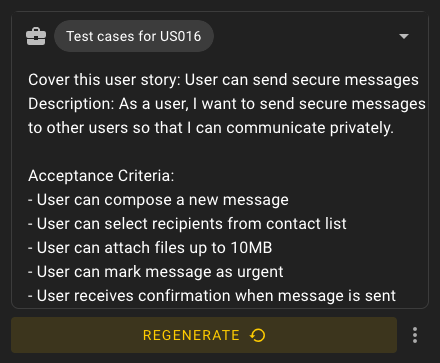 Test cases for US016
Cover this user story: User can send secure messages
Description: As a user, I want to send secure messages
to other users so that I can communicate privately.
Acceptance Criteria:
- User can compose a new message
- User can select recipients from contact list
- User can attach files up to 10MB
- User can mark message as urgent
- User receives confirmation when message is sent
REGENERATE